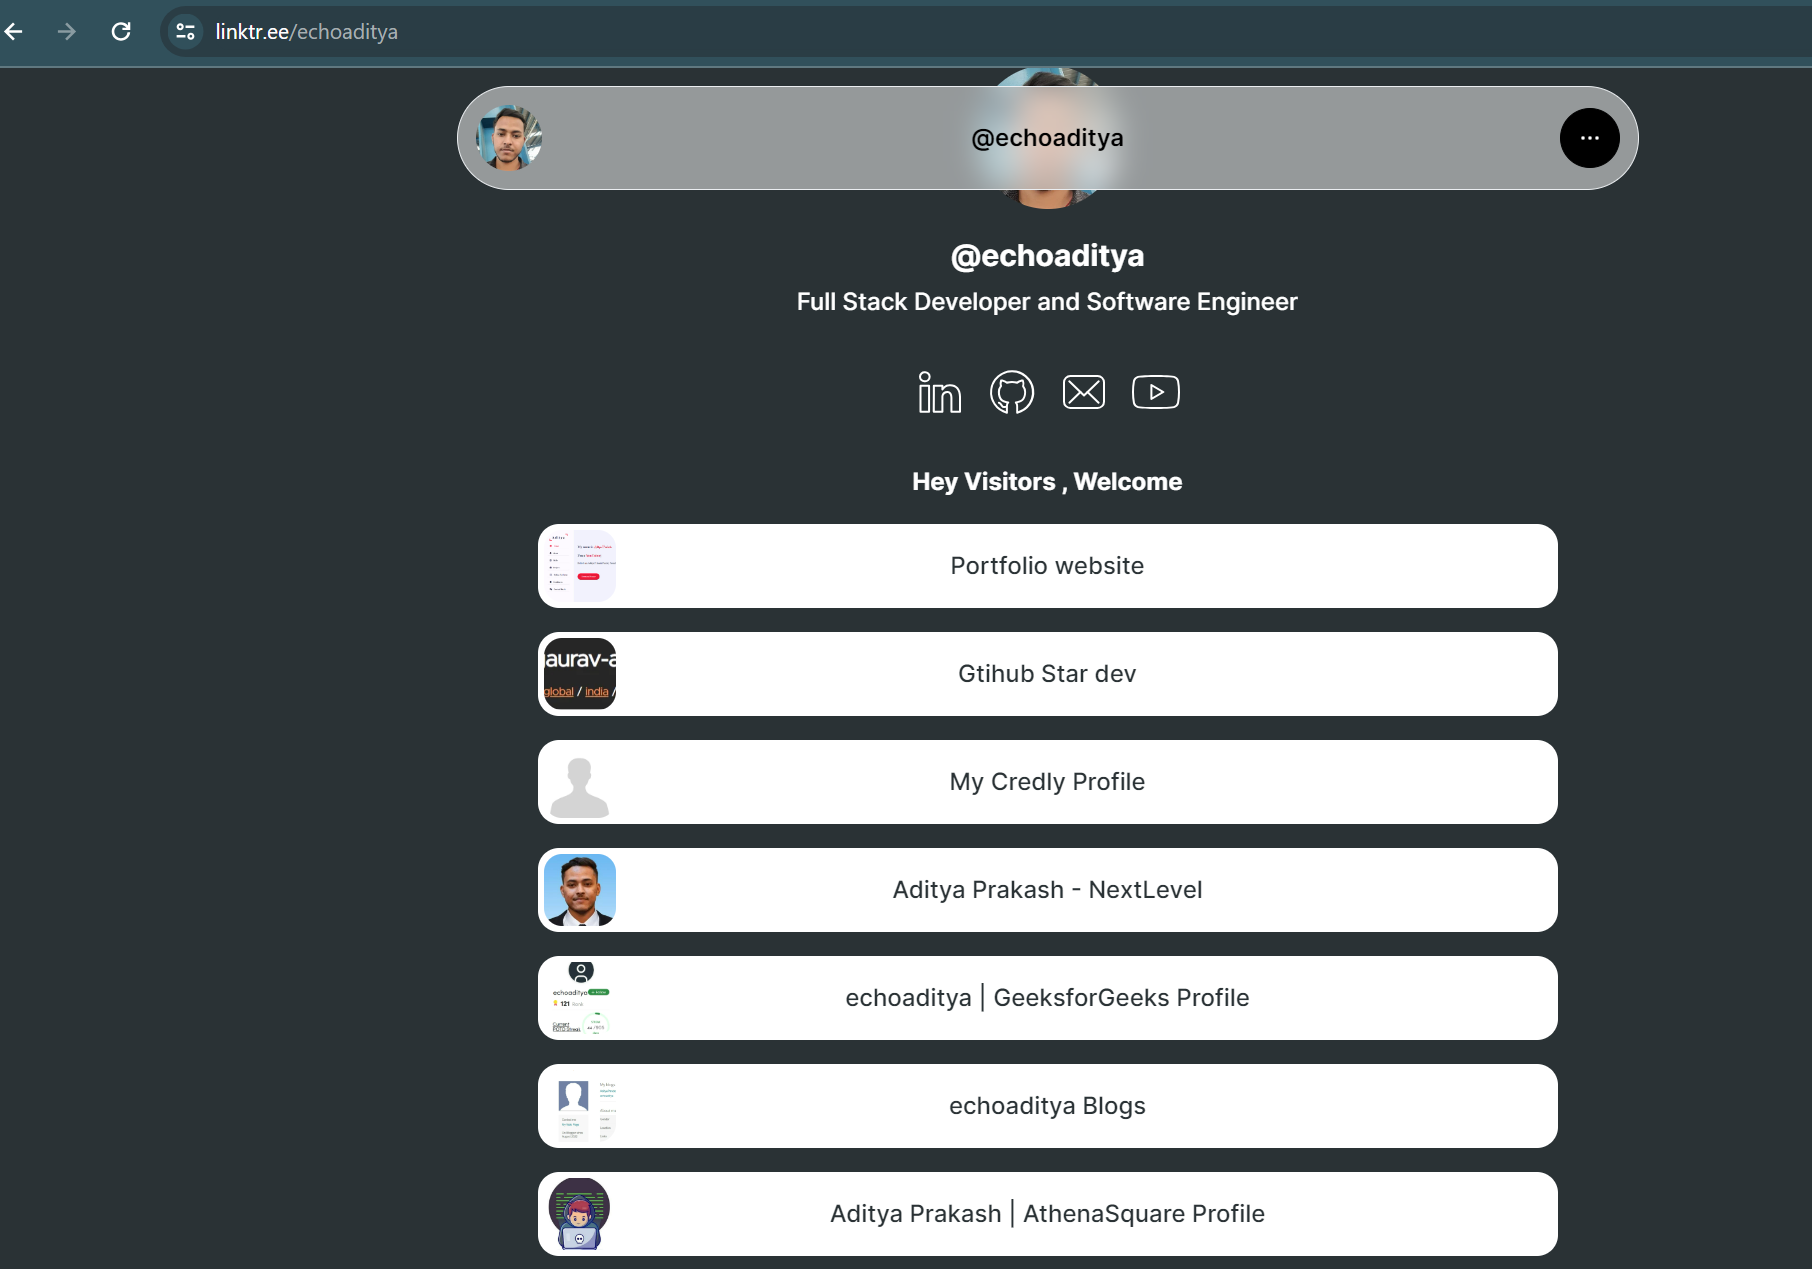 linktr.ee/echoaditya
@echoaditya
@echoaditya
Full Stack Developer and Software Engineer
Hey Visitors , Welcome
Portfolio website
aurav-a
global / india /
Gtihub Star dev
My Credly Profile
Aditya Prakash - NextLevel
echoaditya
121
echoaditya | GeeksforGeeks Profile
echoaditya Blogs
Aditya Prakash | AthenaSquare Profile